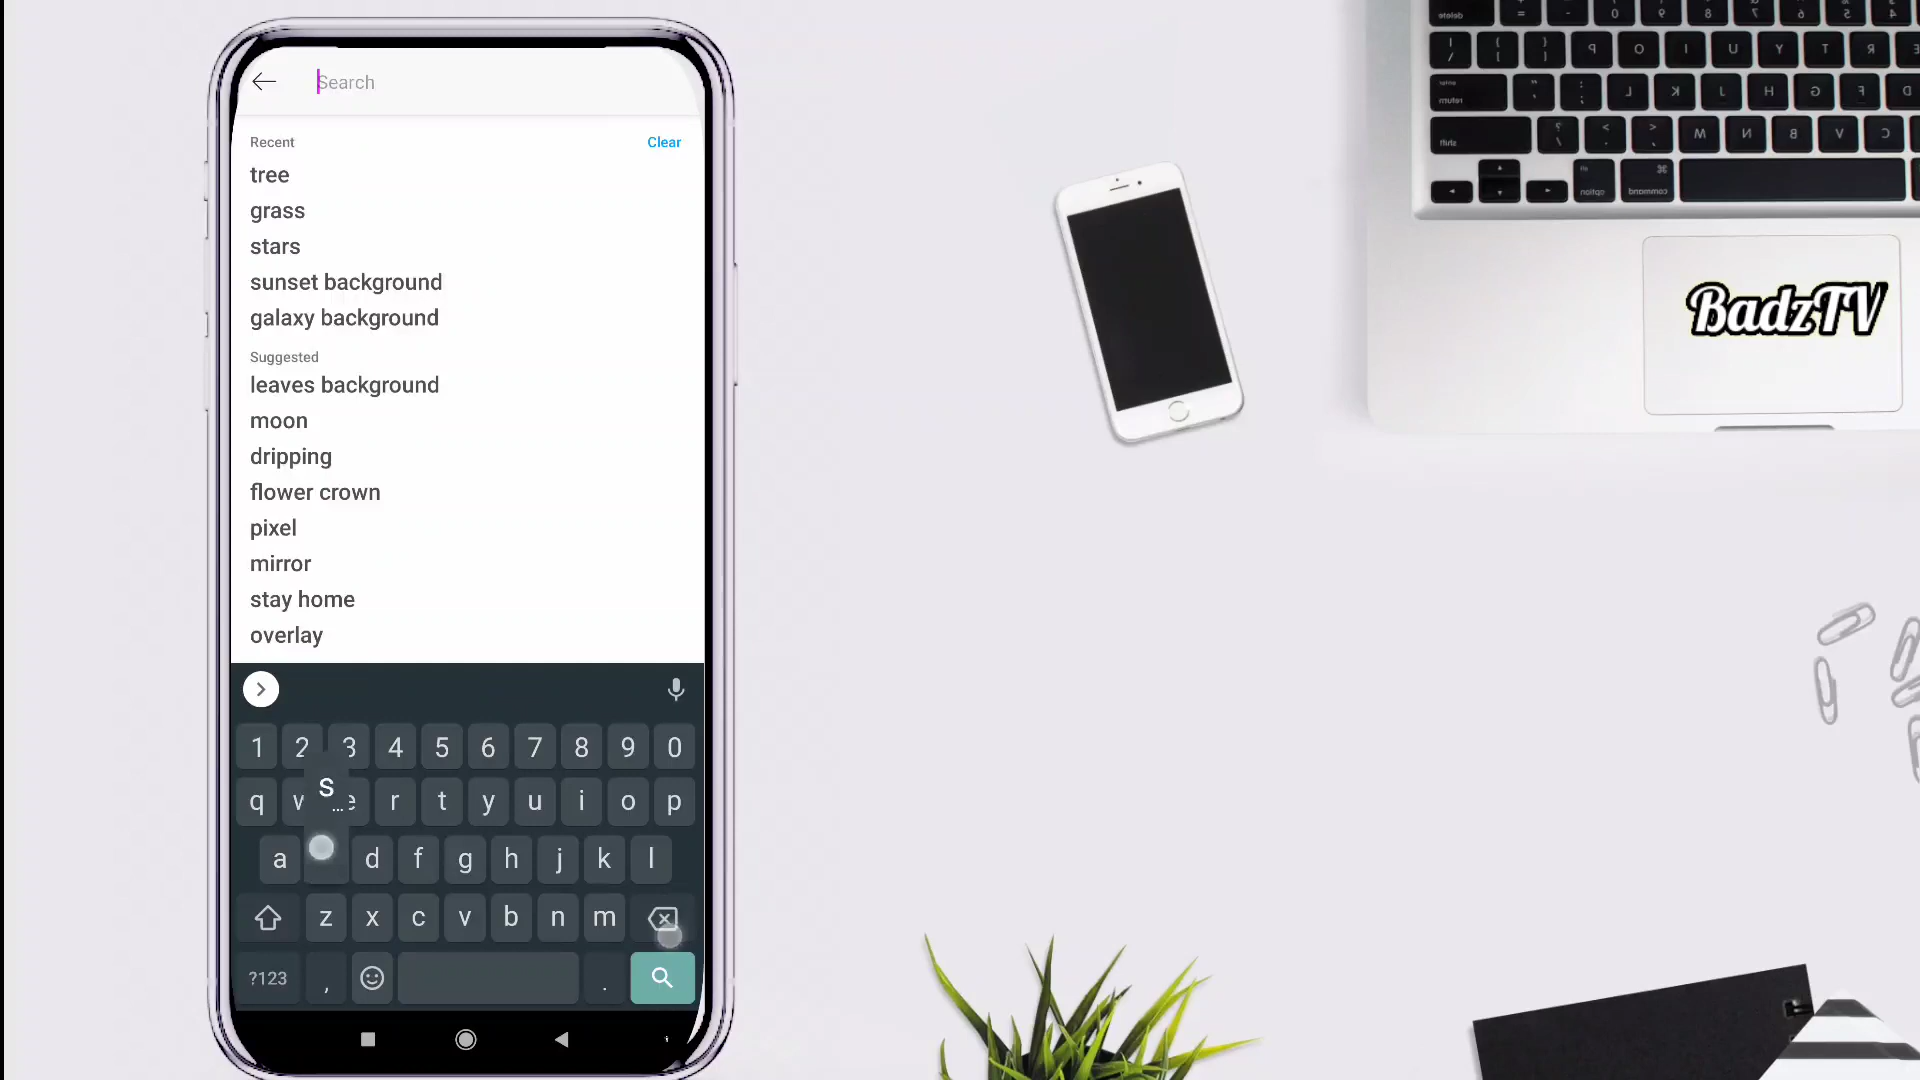 Search
Recent Clear
tree
grass
stars
sunset background
galaxy background
Suggested
leaves background
moon
dripping
flower crown
pixel
mirror
stay home
overlay
1 2 3 4 5 6 7 8 9 0
s
q w e r t y u i o p
a d f g h j k l
z x c v b n m
?123 , .
BadzTV